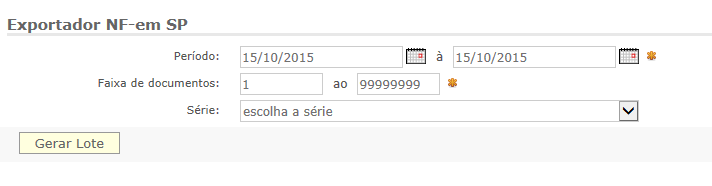 Exportador NF-em SP
Período: 15/10/2015 à 15/10/2015
Faixa de documentos: 1 ao 99999999
Série: escolha a série
Gerar Lote